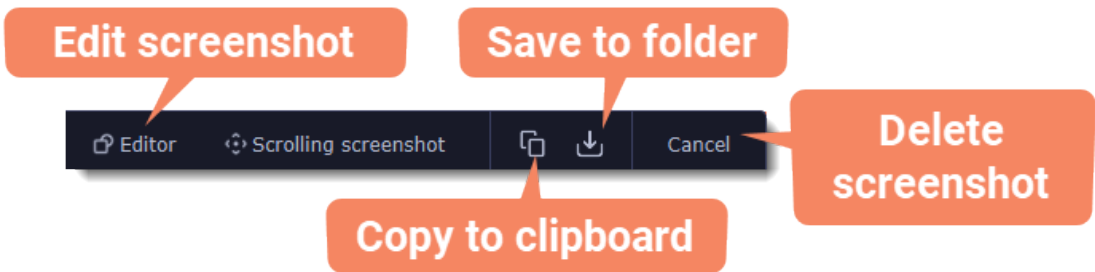 Edit screenshot
Save to folder
Editor
Scrolling screenshot
Cancel
Delete
screenshot
Copy to clipboard